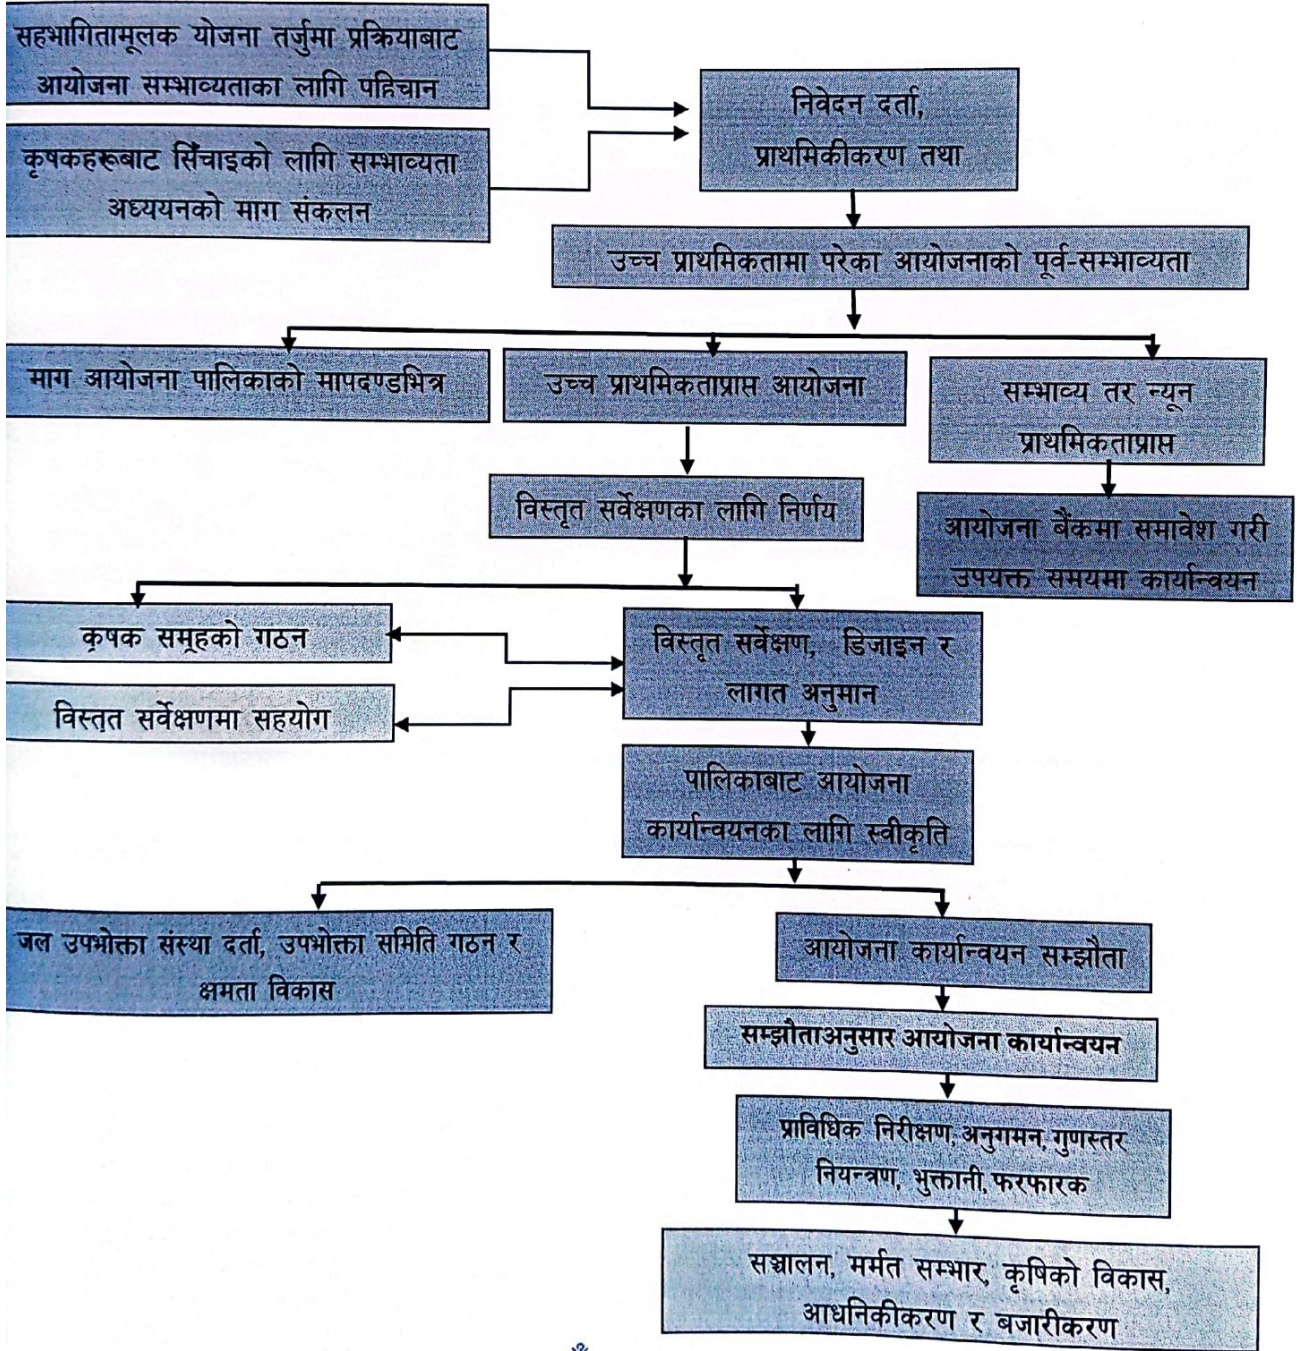 सहभागितामूलक योजना तर्जुमा प्रक्रियाबाट
आयोजना सम्भाव्यताका लागि पहिचान
कृषकहरूबाट सिँचाइको लागि सम्भाव्यता
अध्ययनको माग संकलन
निवेदन दर्ता,
प्राथमिकीकरण तथा
उच्च प्राथमिकतामा परेका आयोजनाको पूर्व-सम्भाव्यता
माग आयोजना पालिकाको मापदण्डभित्र
उच्च प्राथमिकताप्राप्त आयोजना
सम्भाव्य तर न्यून
प्राथमिकताप्राप्त
विस्तृत सर्वेक्षणका लागि निर्णय
आयोजना बैंकमा समावेश गरी
उपयक्त समयमा कार्यान्वयन
कृषक समूहको गठन
विस्तृत सर्वेक्षणमा सहयोग
विस्तृत सर्वेक्षण, डिजाइन र
लागत अनुमान
पालिकाबाट आयोजना
कार्यान्वयनका लागि स्वीकृति
जल उपभोक्ता संस्था दर्ता, उपभोक्ता समिति गठन र
क्षमता विकास
आयोजना कार्यान्वयन सम्झौता
सम्झौताअनुसार आयोजना कार्यान्वयन
प्राविधिक निरीक्षण, अनुगमन, गुणस्तर
नियन्त्रण, भुक्तानी, फरफारक
सञ्चालन, मर्मत सम्भार, कृषिको विकास,
आधनिकीकरण र बजारीकरण